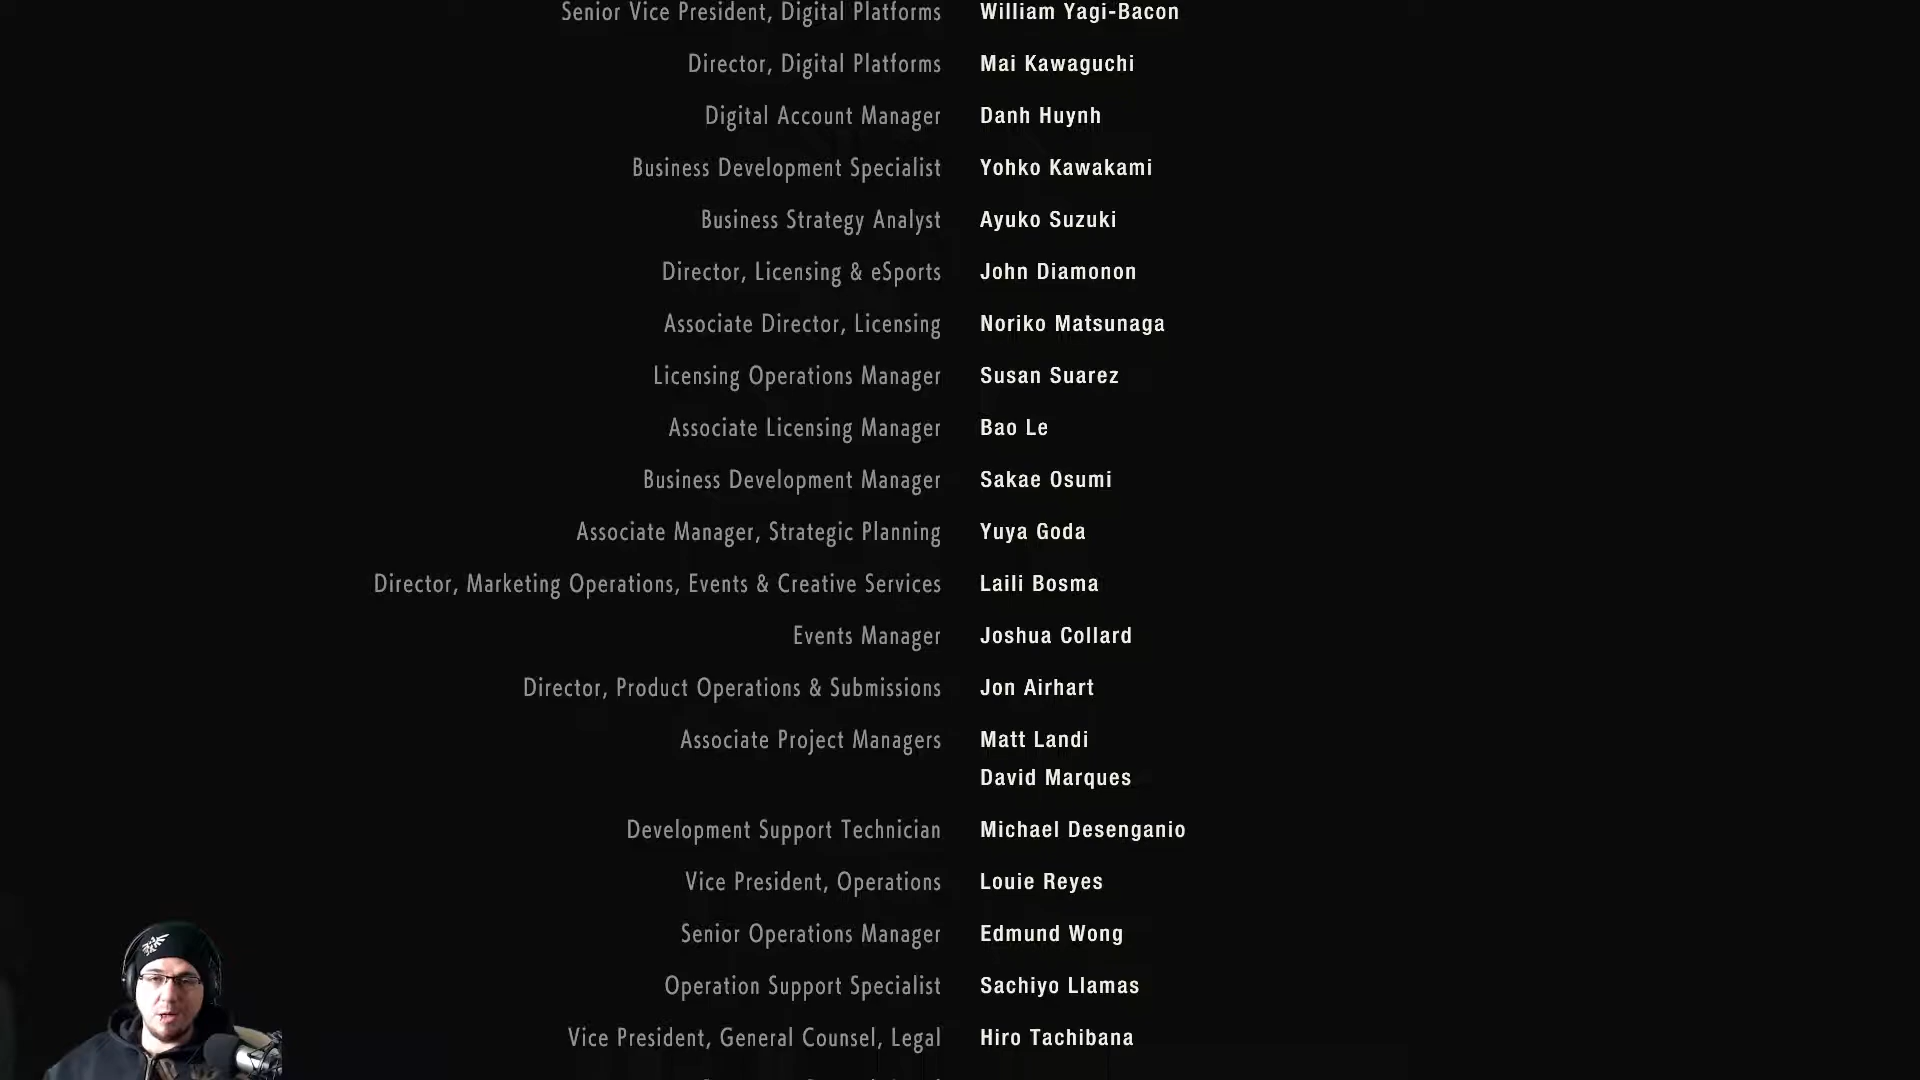 Senior Vice President, Digital Platforms William Yagi-Bacon
Director, Digital Platforms Mai Kawaguchi
Digital Account Manager Danh Huynh
Business Development Specialist Yohko Kawakami
Business Strategy Analyst Ayuko Suzuki
Director, Licensing & eSports John Diamonon
Associate Director, Licensing Noriko Matsunaga
Licensing Operations Manager Susan Suarez
Associate Licensing Manager Bao Le
Business Development Manager Sakae Osumi
Associate Manager, Strategic Planning Yuya Goda
Director, Marketing Operations, Events & Creative Services Laili Bosma
Events Manager Joshua Collard
Director, Product Operations & Submissions Jon Airhart
Associate Project Managers Matt Landi
David Marques
Development Support Technician Michael Desenganio
Vice President, Operations Louie Reyes
Senior Operations Manager Edmund Wong
Operation Support Specialist Sachiyo Llamas
Vice President, General Counsel, Legal Hiro Tachibana